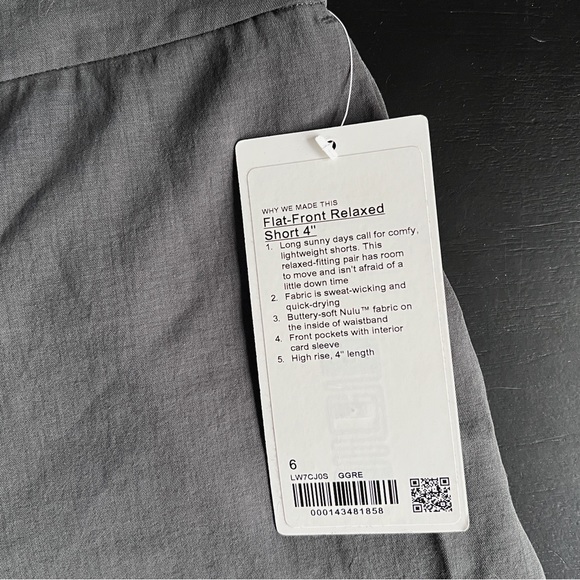 WHY WE MADE THIS
Flat-Front Relaxed
Short 4"
1. Long sunny days call for comfy,
lightweight shorts. This
relaxed-fitting pair has room
to move and isn't afraid of a
little down time
2. Fabric is sweat-wicking and
quick-drying
3. Buttery-soft Nulu™ fabric on
the inside of waistband
4. Front pockets with interior
card sleeve
5. High rise, 4" length
6
LW7CJ0S GGRE
000143481858